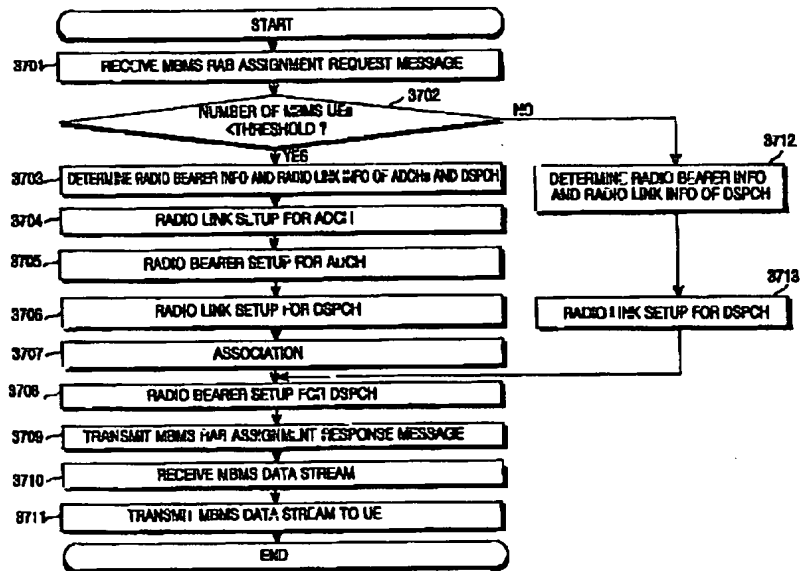 START
3701
RECEIVE MBMS RAB ASSIGNMENT REQUEST MESSAGE
3702
NUMBER OF MBMS UEs
<THRESHOLD ?
NO
YES
3703
DETERMINE RADIO BEARER INFO AND RADIO LINK INFO OF ADCHs AND DSPCH
3712
DETERMINE RADIO BEARER INFO
AND RADIO LINK INFO OF DSPCH
3704
RADIO LINK SETUP FOR ADCH
3705
RADIO BEARER SETUP FOR ADCH
3713
3706
RADIO LINK SETUP FOR DSPCH
RADIO LINK SETUP FOR DSPCH
3707
ASSOCIATION
3708
RADIO BEARER SETUP FOR DSPCH
3709
TRANSMIT MBMS RAB ASSIGNMENT RESPONSE MESSAGE
3710
RECEIVE MBMS DATA STREAM
3711
TRANSMIT MBMS DATA STREAM TO UE
END